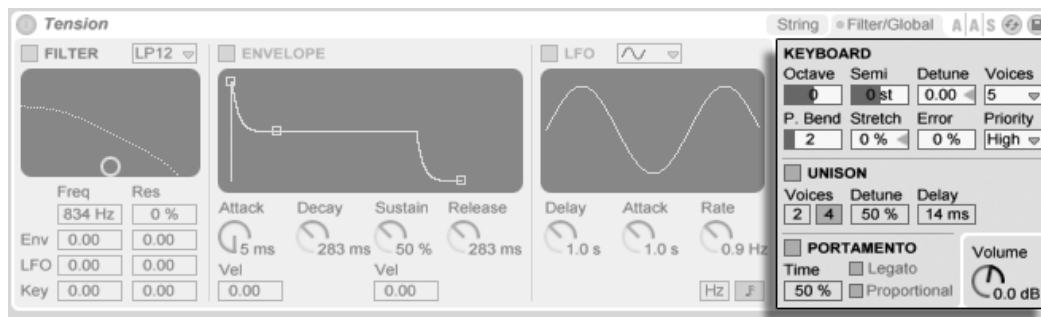 Tension
String Filter/Global A A S
FILTER LP12
Freq Res
834 Hz 0 %
Env 0.00 0.00
LFO 0.00 0.00
Key 0.00 0.00
ENVELOPE
Attack Decay Sustain Release
5 ms 283 ms 50 % 283 ms
Vel Vel
0.00 0.00
LFO
Delay Attack Rate
1.0 s 1.0 s 0.9 Hz
Hz
KEYBOARD
Octave Semi Detune Voices
0 0 st 0.00 5
P. Bend Stretch Error Priority
2 0 % 0 % High
UNISON
Voices Detune Delay
2 4 50 % 14 ms
PORTAMENTO
Time Legato
50 % Proportional
Volume
0.0 dB